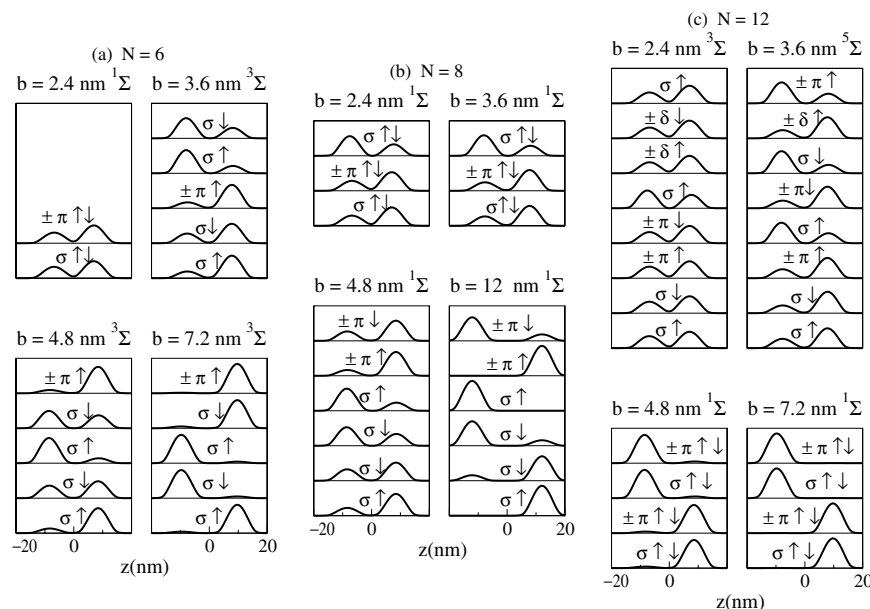 (a) N = 6
b = 2.4 nm ¹Σ
± π ↑↓
σ ↑↓
b = 3.6 nm ³Σ
σ ↓
σ ↑
± π ↑
σ↓
σ ↑
b = 4.8 nm ³Σ
± π ↑
σ ↓
σ ↑
σ↓
σ ↑
−20 0
b = 7.2 nm ³Σ
± π ↑
σ ↓
σ ↑
σ ↓
σ ↑
0 20
z(nm)
(b) N = 8
b = 2.4 nm ¹Σ
σ ↑↓
± π ↑↓
σ ↑↓
b = 3.6 nm ¹Σ
σ ↑↓
± π ↑↓
σ↑↓
b = 4.8 nm ¹Σ
± π ↓
± π ↑
σ ↑
σ ↓
σ↓
σ ↑
−20 0
b = 12 nm ¹Σ
± π ↓
± π ↑
σ ↑
σ ↓
σ ↓
σ ↑
0 20
z(nm)
(c) N = 12
b = 2.4 nm ³Σ
σ ↑
± δ ↓
± δ ↑
σ ↑
± π ↓
± π ↑
σ ↓
σ ↑
b = 3.6 nm ⁵Σ
± π ↑
± δ ↑
σ ↓
± π↓
σ ↑
± π ↑
σ ↓
σ ↑
b = 4.8 nm ¹Σ
± π ↑↓
σ ↑↓
± π ↑↓
σ ↑↓
−20 0
b = 7.2 nm ¹Σ
± π ↑↓
σ ↑↓
± π ↑↓
σ ↑↓
0 20
z(nm)